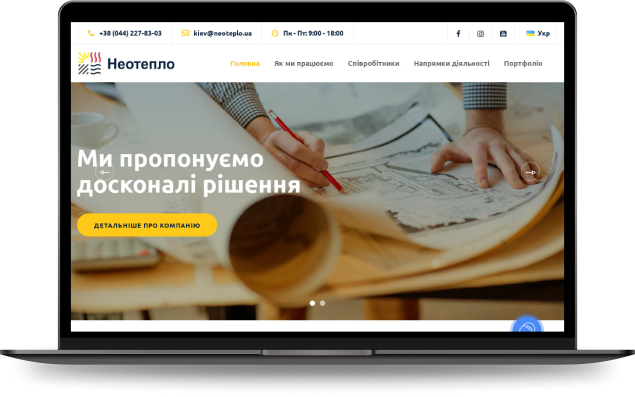 +38 (044) 227-83-03
kiev@neoteplo.ua
Пн - Пт: 9:00 - 18:00
Укр
Неотепло
Головна
Як ми працюємо
Співробітники
Напрямки діяльності
Портфоліо
Ми пропонуємо
досконалі рішення
ДЕТАЛЬНІШЕ ПРО КОМПАНІЮ